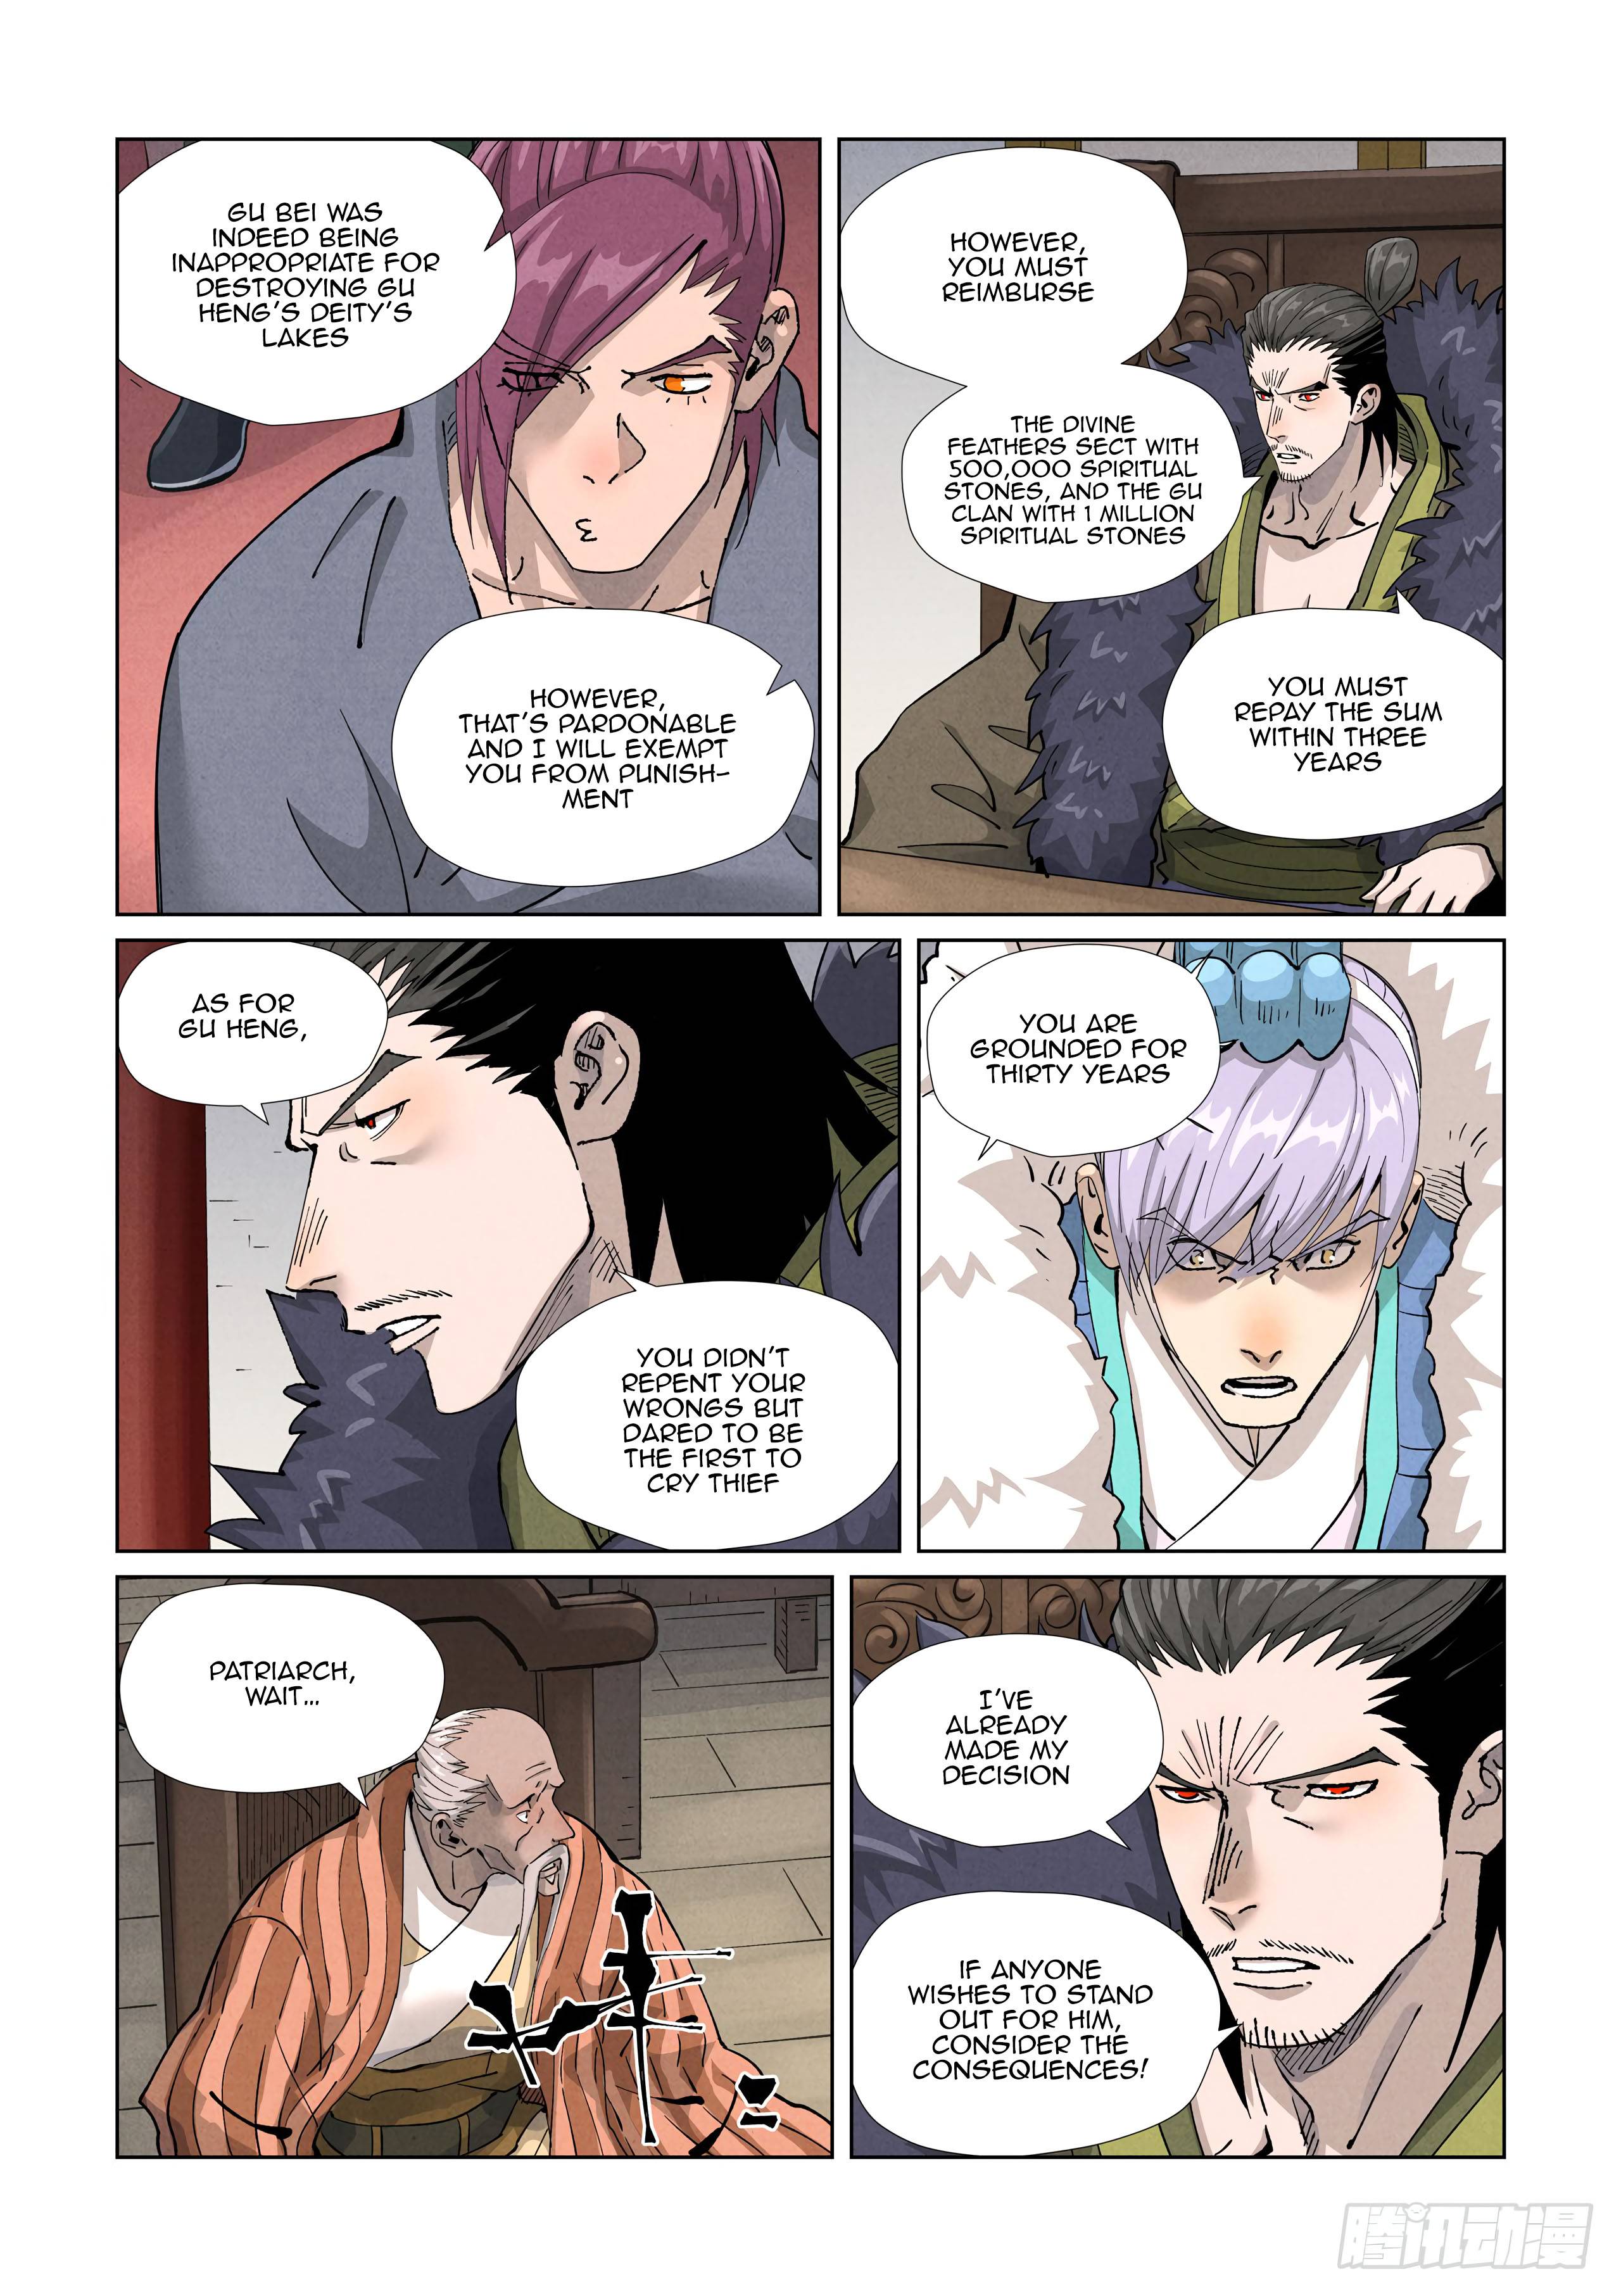 GU BEI WAS
INDEED BEING
INAPPROPRIATE FOR
DESTROYING GU
HENG'S DEITY'S
LAKES
HOWEVER,
THAT'S PARDONABLE
AND I WILL EXEMPT
YOU FROM PUNISH-
MENT
HOWEVER,
YOU MUST
REIMBURSE
THE DIVINE
FEATHERS SECT WITH
500,000 SPIRITUAL
STONES, AND THE GU
CLAN WITH 1 MILLION
SPIRITUAL STONES
YOU MUST
REPAY THE SUM
WITHIN THREE
YEARS
AS FOR
GU HENG,
YOU DIDN'T
REPENT YOUR
WRONGS BUT
DARED TO BE
THE FIRST TO
CRY THIEF
YOU ARE
GROUNDED FOR
THIRTY YEARS
PATRIARCH,
WAIT...
I'VE
ALREADY
MADE MY
DECISION
IF ANYONE
WISHES TO STAND
OUT FOR HIM,
CONSIDER THE
CONSEQUENCES!
腾讯动漫